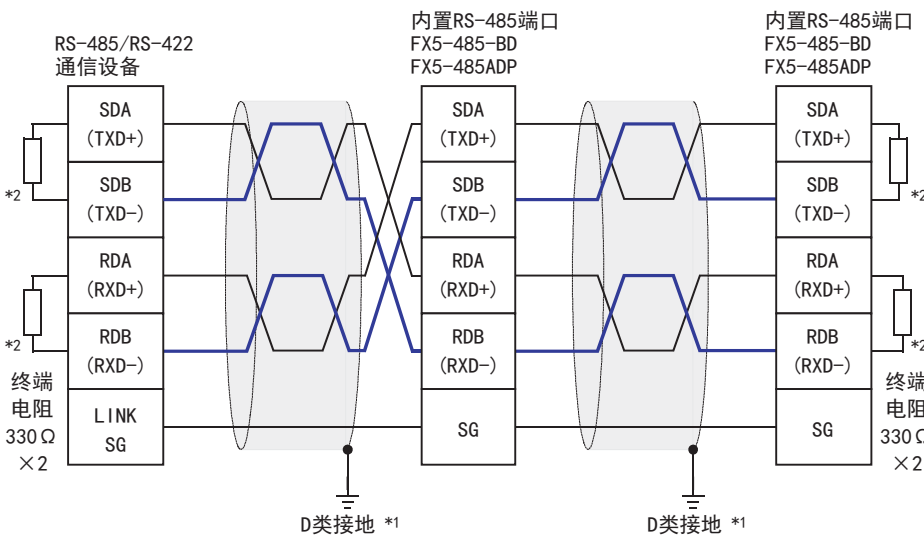 RS-485/RS-422
通信设备
内置RS-485端口
FX5-485-BD
FX5-485ADP
内置RS-485端口
FX5-485-BD
FX5-485ADP
SDA
(TXD+)
SDB
(TXD-)
RDA
(RXD+)
RDB
(RXD-)
LINK
SG
*2
*2
终端
电阻
330Ω
×2
SDA
(TXD+)
SDB
(TXD-)
RDA
(RXD+)
RDB
(RXD-)
SG
SDA
(TXD+)
SDB
(TXD-)
RDA
(RXD+)
RDB
(RXD-)
SG
*2
*2
终端
电阻
330Ω
×2
D类接地 *1
D类接地 *1